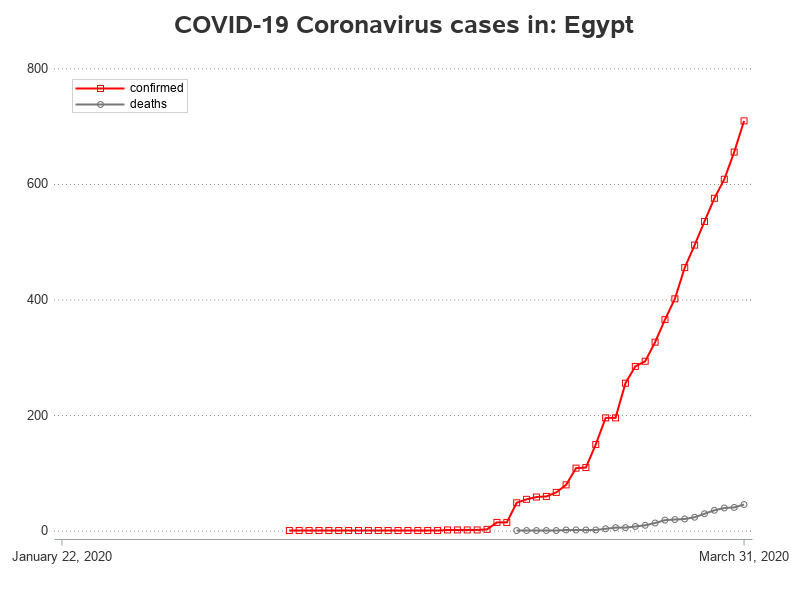 COVID-19 Coronavirus cases in: Egypt
800
confirmed
deaths
600
400
200
0
January 22, 2020
March 31, 2020